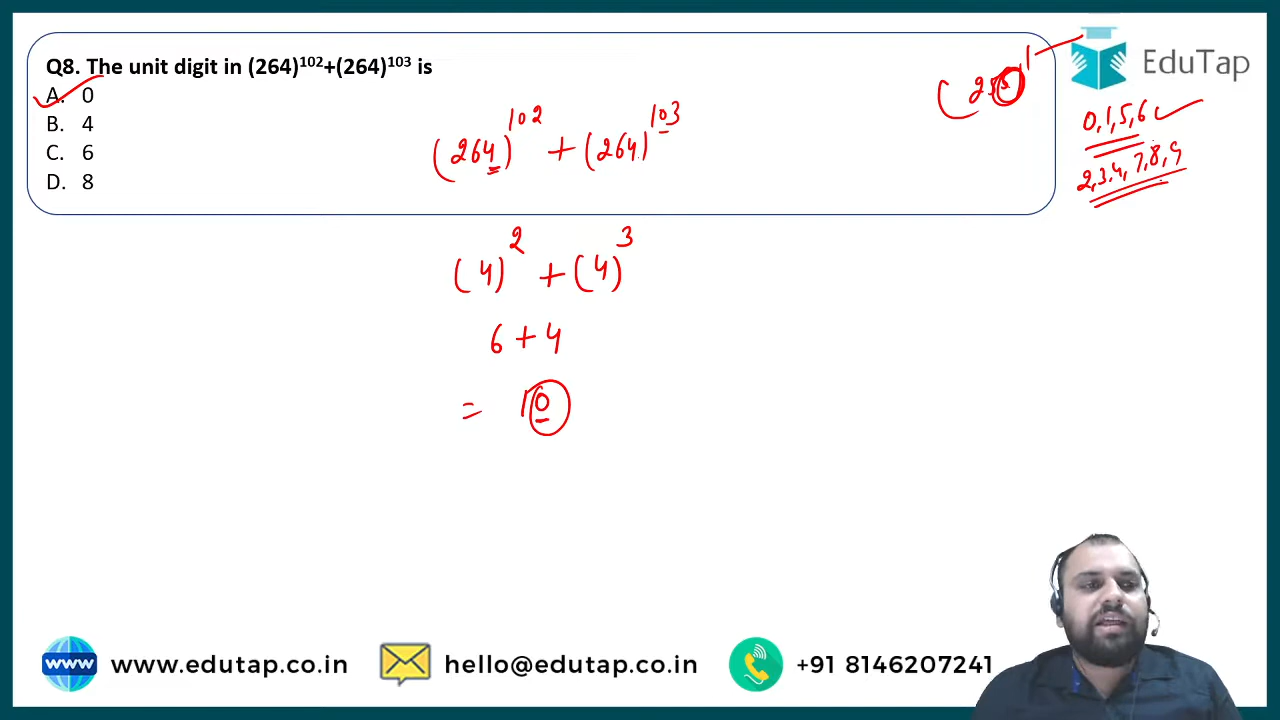 Q8. The unit digit in (264)¹⁰²+(264)¹⁰³ is
A. 0
B. 4
C. 6
D. 8
(264)¹⁰² + (264)¹⁰³
(4)² + (4)³
6 + 4
= 10
EduTap
0,1,5,6
2,3,4,7,8,9
www.edutap.co.in
hello@edutap.co.in
+91 8146207241